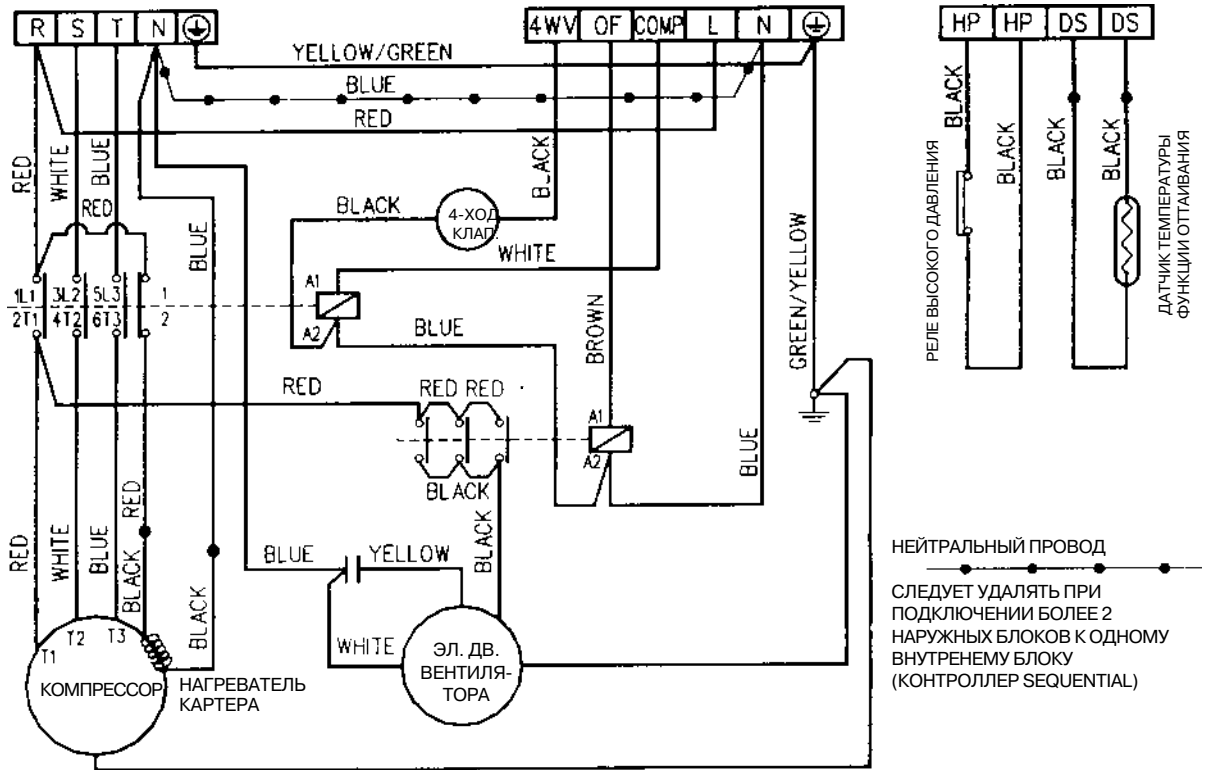 R S T N
4WV OF COMP L N
HP HP DS DS
YELLOW/GREEN
BLUE
RED
RED
WHITE
BLUE
RED
BLUE
BLACK
4-ХОД
КЛАП.
BLACK
WHITE
A1
A2
BLUE
BROWN
GREEN/YELLOW
BLACK
BLACK
BLACK
BLACK
РЕЛЕ ВЫСОКОГО ДАВЛЕНИЯ
ДАТЧИК ТЕМПЕРАТУРЫ
ФУНКЦИИ ОТТАИВАНИЯ
1L1 3L2 5L3 1
2T1 4T2 6T3 2
RED
RED RED
A1
A2
BLACK
BLUE
RED
WHITE
BLUE
BLACK
RED
BLACK
BLUE
YELLOW
BLACK
WHITE
T1 T2 T3
КОМПРЕССОР
НАГРЕВАТЕЛЬ
КАРТЕРА
ЭЛ. ДВ.
ВЕНТИЛЯ-
ТОРА
НЕЙТРАЛЬНЫЙ ПРОВОД
СЛЕДУЕТ УДАЛЯТЬ ПРИ
ПОДКЛЮЧЕНИИ БОЛЕЕ 2
НАРУЖНЫХ БЛОКОВ К ОДНОМУ
ВНУТРЕНЕМУ БЛОКУ
(КОНТРОЛЛЕР SEQUENTIAL)